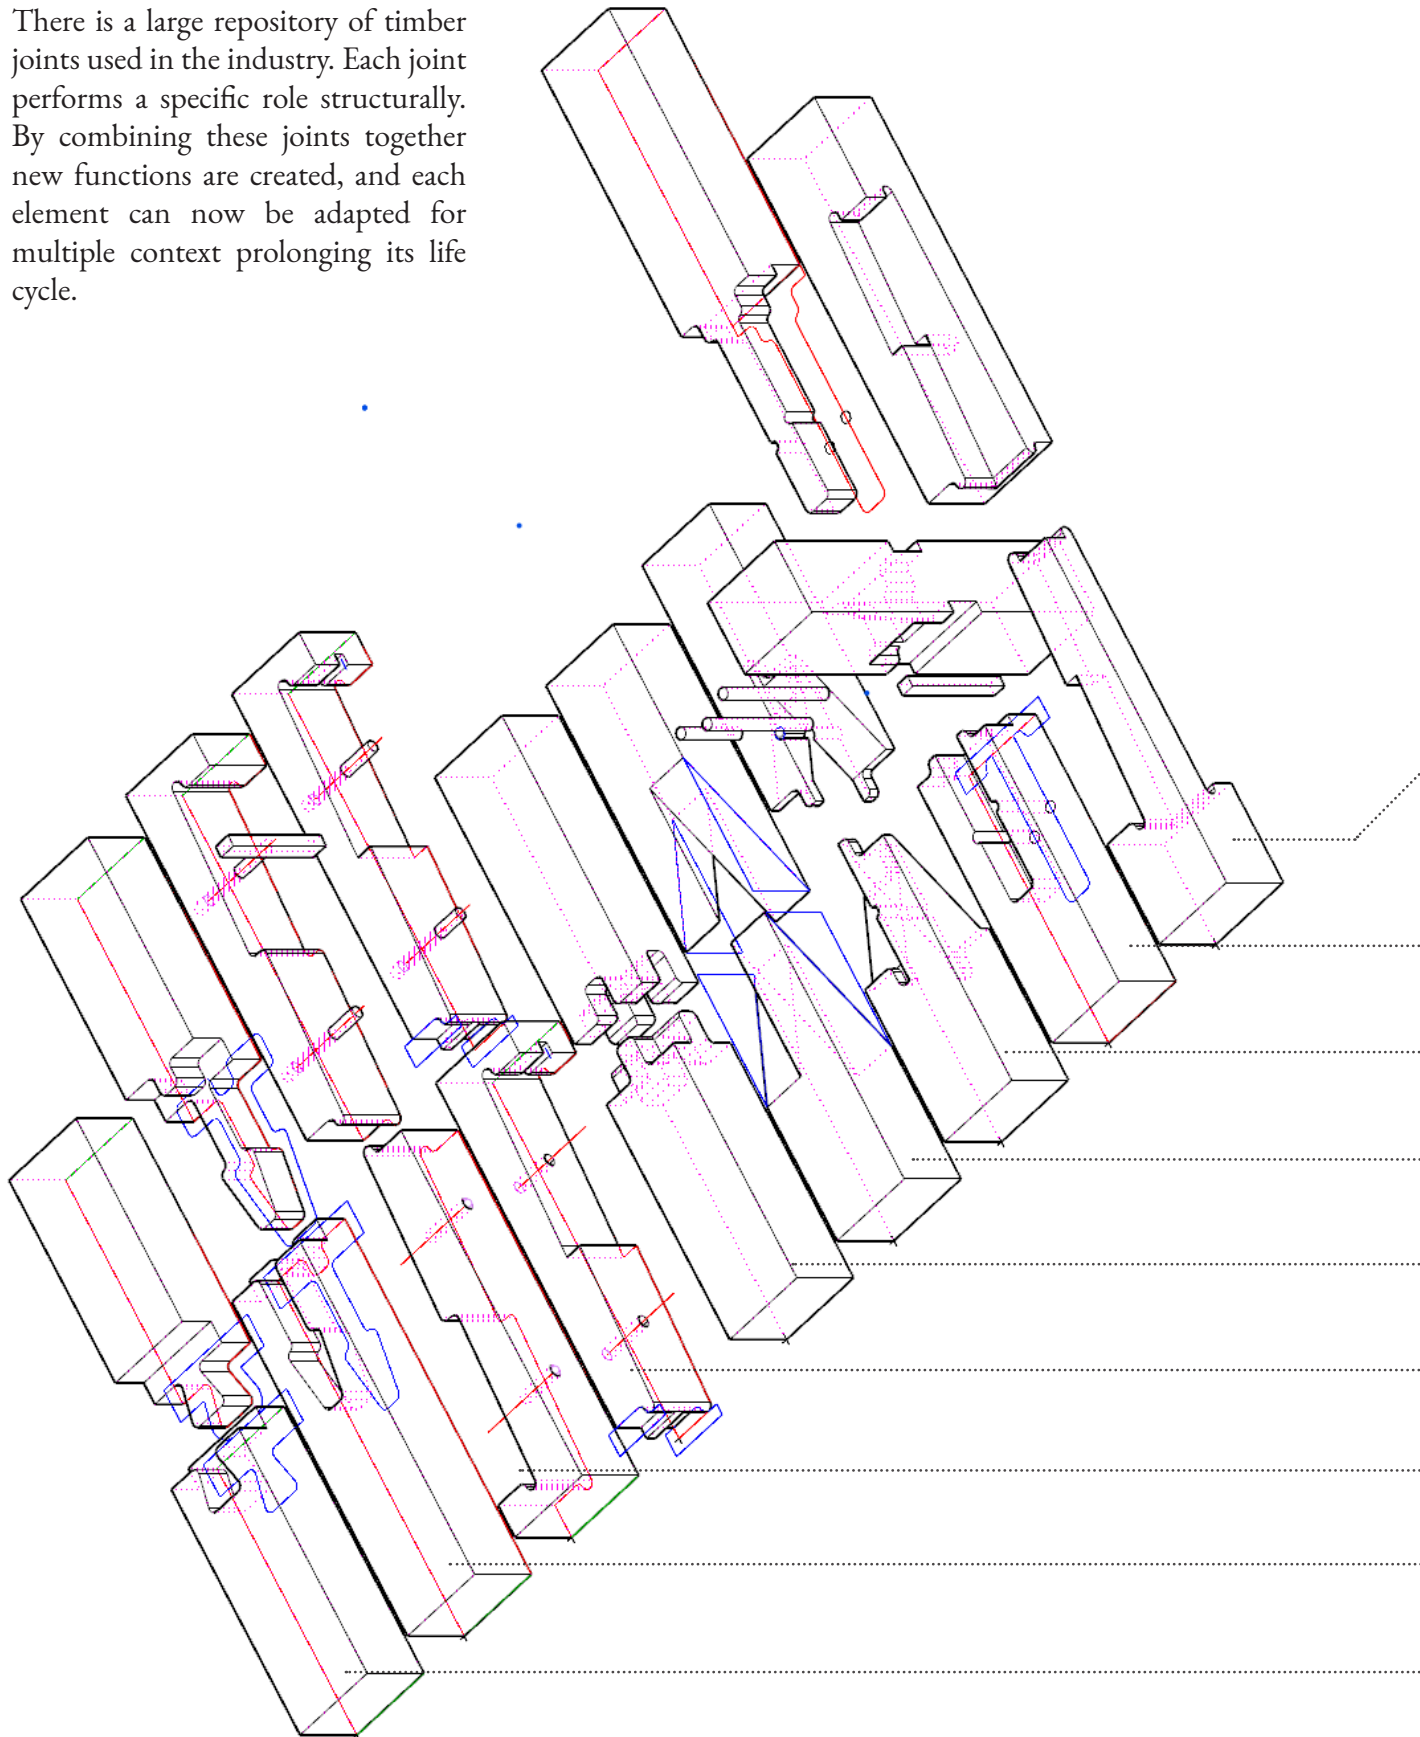 There is a large repository of timber
joints used in the industry. Each joint
performs a specific role structurally.
By combining these joints together
new functions are created, and each
element can now be adapted for
multiple context prolonging its life
cycle.